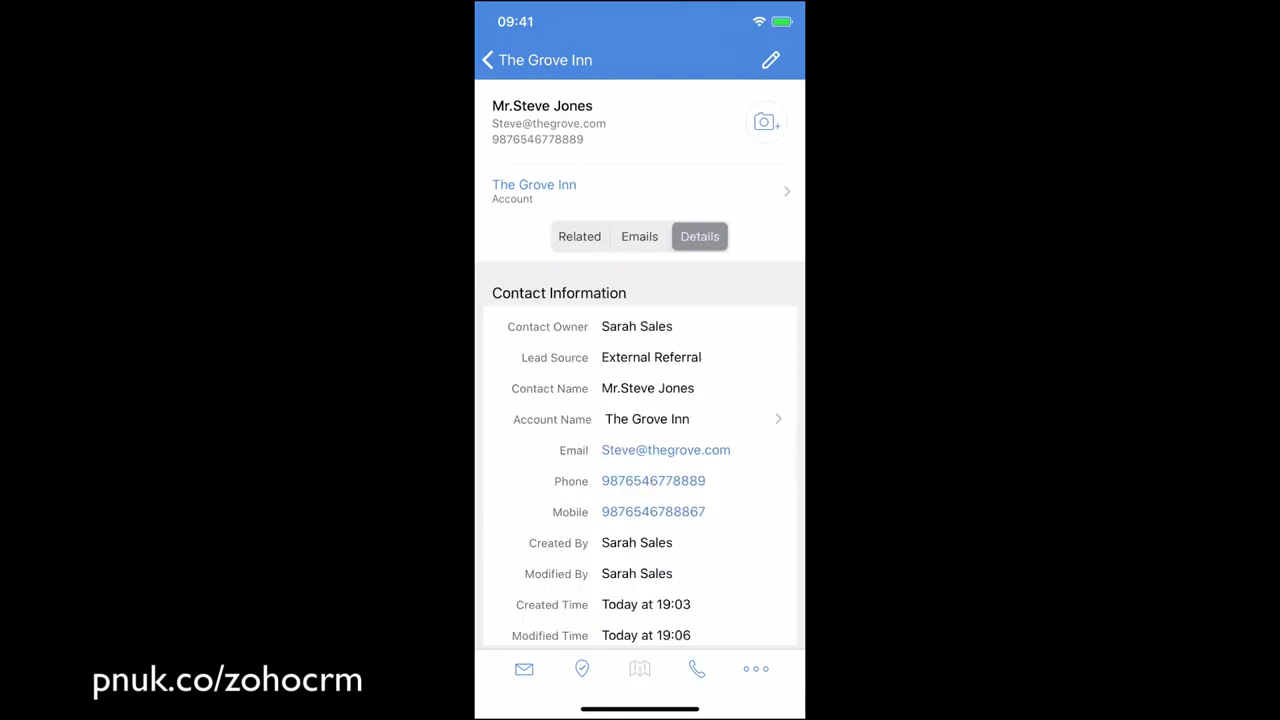 09:41
The Grove Inn
Mr.Steve Jones
Steve@thegrove.com
9876546778889
The Grove Inn
Account
Related Emails Details
Contact Information
Contact Owner Sarah Sales
Lead Source External Referral
Contact Name Mr.Steve Jones
Account Name The Grove Inn
Email Steve@thegrove.com
Phone 9876546778889
Mobile 9876546788867
Created By Sarah Sales
Modified By Sarah Sales
Created Time Today at 19:03
Modified Time Today at 19:06
pnuk.co/zohocrm